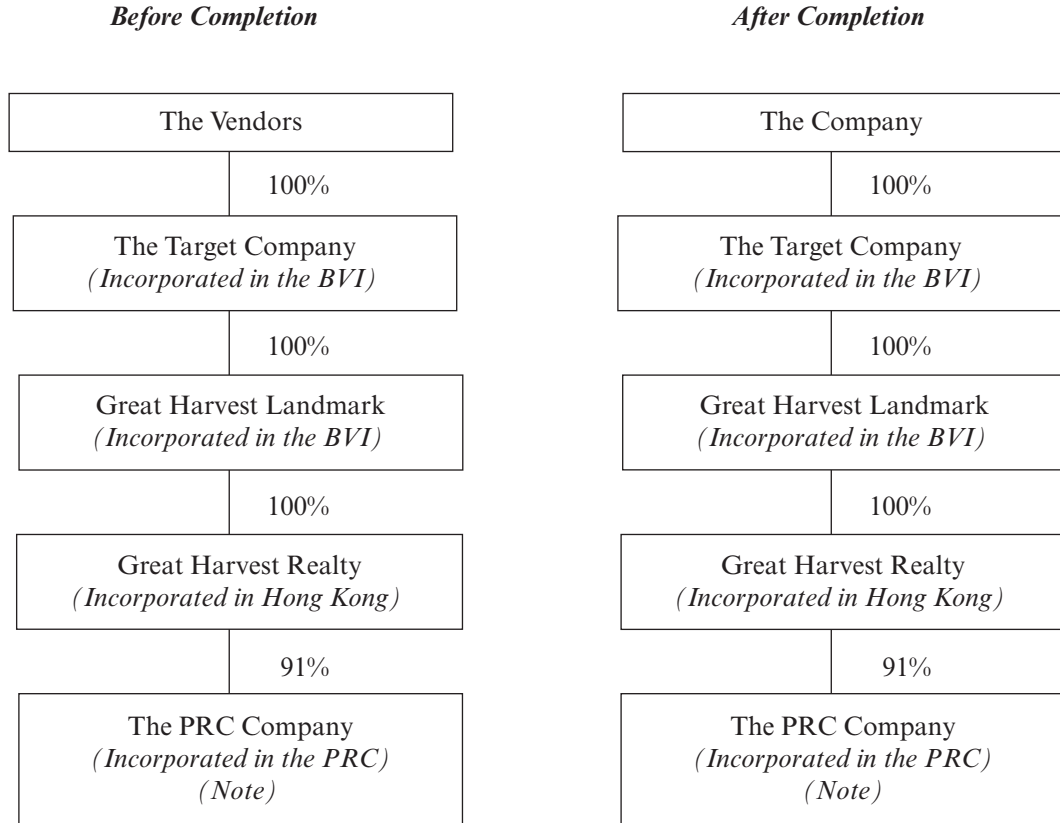 Before Completion
The Vendors
100%
The Target Company
(Incorporated in the BVI)
100%
Great Harvest Landmark
(Incorporated in the BVI)
100%
Great Harvest Realty
(Incorporated in Hong Kong)
91%
The PRC Company
(Incorporated in the PRC)
(Note)
After Completion
The Company
100%
The Target Company
(Incorporated in the BVI)
100%
Great Harvest Landmark
(Incorporated in the BVI)
100%
Great Harvest Realty
(Incorporated in Hong Kong)
91%
The PRC Company
(Incorporated in the PRC)
(Note)